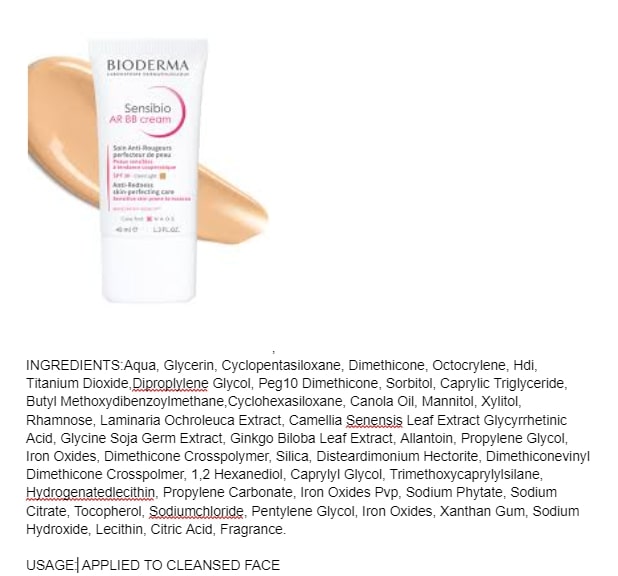 BIODERMA
LABORATOIRE DERMATOLOGIQUE
Sensibio
AR BB cream
Soin Anti-Rougeurs
perfecteur de peau
Peaux sensibles
Anti-Redness
skin-perfecting care
40 ml
INGREDIENTS:Aqua, Glycerin, Cyclopentasiloxane, Dimethicone, Octocrylene, Hdi,
Titanium Dioxide,Diproplylene Glycol, Peg10 Dimethicone, Sorbitol, Caprylic Triglyceride,
Butyl Methoxydibenzoylmethane,Cyclohexasiloxane, Canola Oil, Mannitol, Xylitol,
Rhamnose, Laminaria Ochroleuca Extract, Camellia Senensis Leaf Extract Glycyrrhetinic
Acid, Glycine Soja Germ Extract, Ginkgo Biloba Leaf Extract, Allantoin, Propylene Glycol,
Iron Oxides, Dimethicone Crosspolymer, Silica, Disteardimonium Hectorite, Dimethiconevinyl
Dimethicone Crosspolmer, 1,2 Hexanediol, Caprylyl Glycol, Trimethoxycaprylylsilane,
Hydrogenatedlecithin, Propylene Carbonate, Iron Oxides Pvp, Sodium Phytate, Sodium
Citrate, Tocopherol, Sodiumchloride, Pentylene Glycol, Iron Oxides, Xanthan Gum, Sodium
Hydroxide, Lecithin, Citric Acid, Fragrance.
USAGE:APPLIED TO CLEANSED FACE